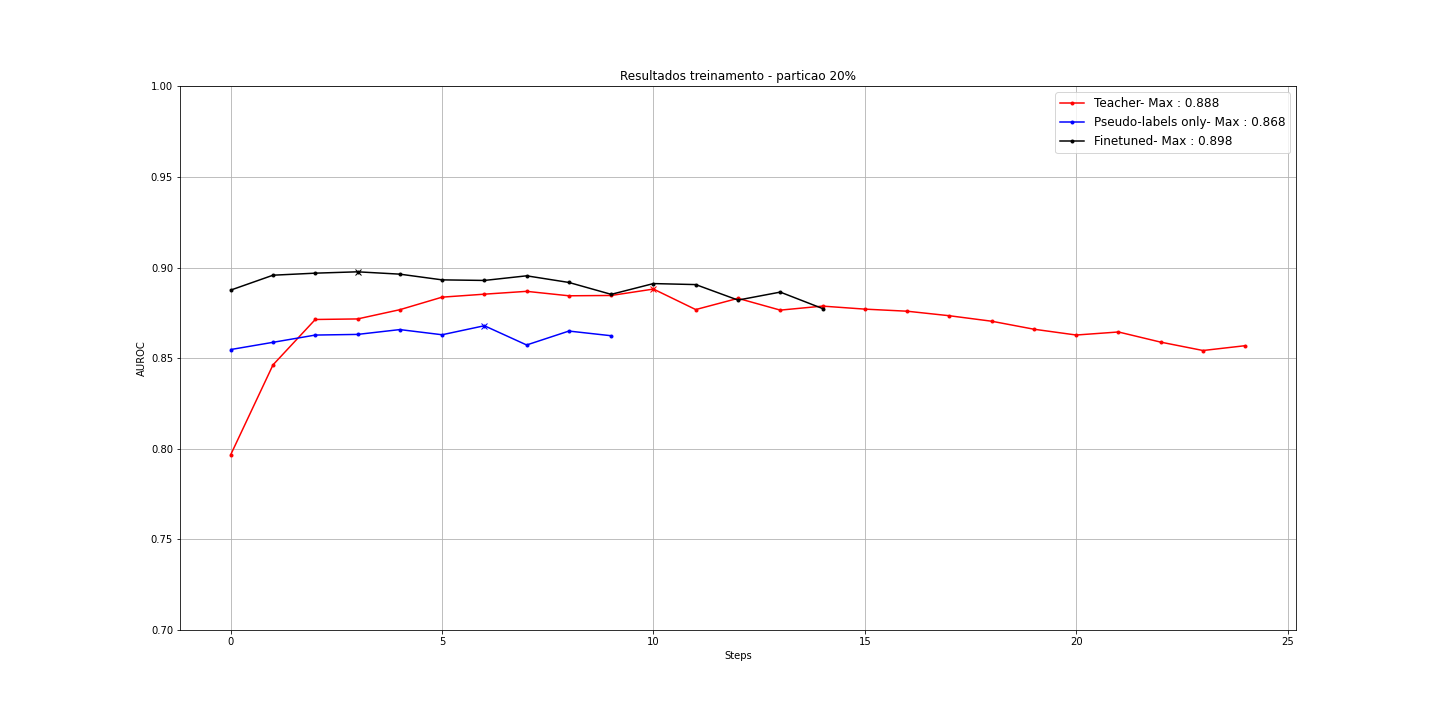 Resultados treinamento - particao 20%
Teacher- Max : 0.888
Pseudo-labels only- Max : 0.868
Finetuned- Max : 0.898
1.00
0.95
0.90
0.85
0.80
0.75
0.70
AUROC
0 5 10 15 20 25
Steps